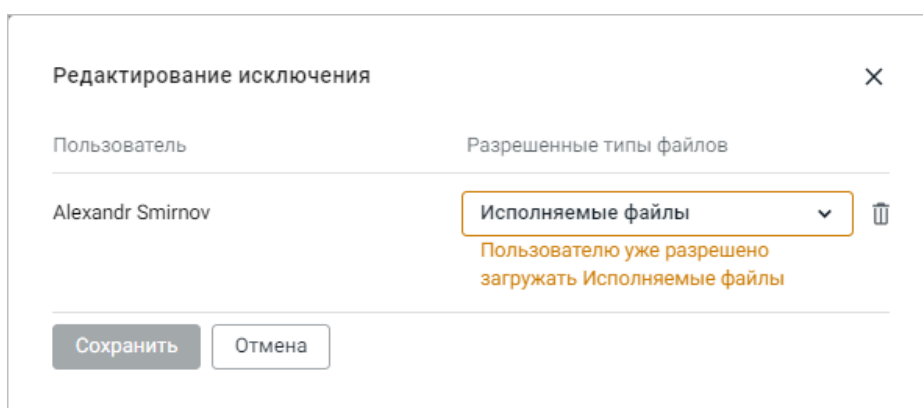 Редактирование исключения
Пользователь
Разрешенные типы файлов
Alexandr Smirnov
Исполняемые файлы
Пользователю уже разрешено
загружать Исполняемые файлы
Сохранить
Отмена